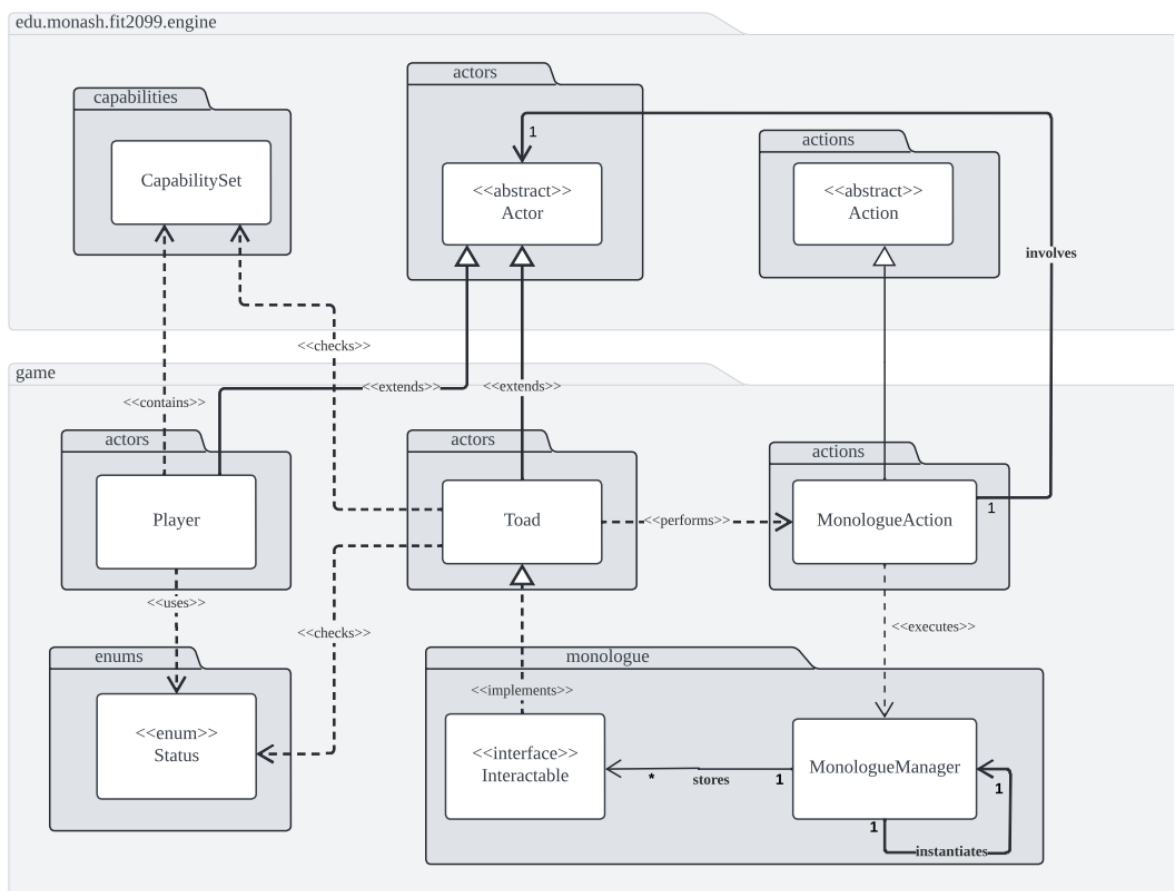 edu.monash.fit2099.engine
capabilities
CapabilitySet
actors
1
<<abstract>>
Actor
actions
<<abstract>>
Action
involves
<<checks>>
game
<<extends>>
<<extends>>
<<contains>>
actors
Player
actors
Toad
<<performs>>
actions
MonologueAction
1
<<uses>>
<<checks>>
<<executes>>
enums
<<enum>>
Status
monologue
<<implements>>
<<interface>>
Interactable
*
stores
1
MonologueManager
1
1
instantiates